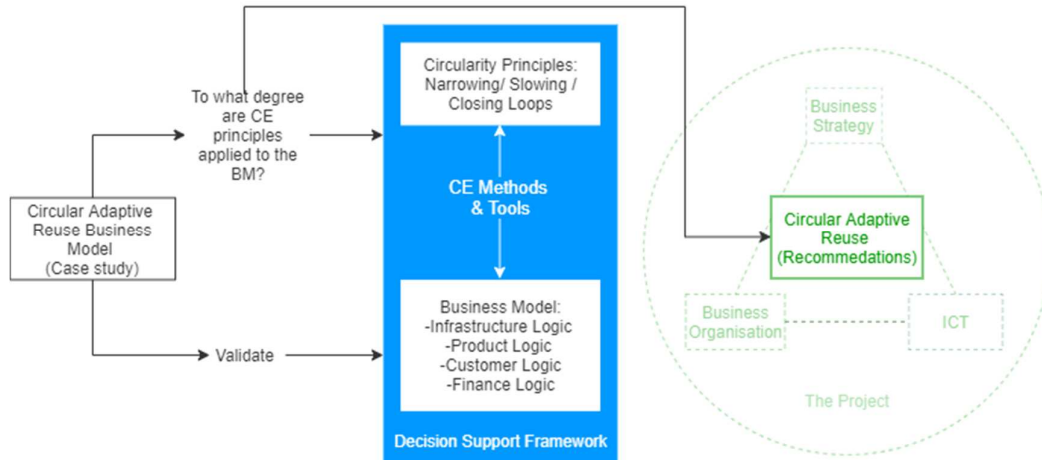 To what degree
are CE
principles
applied to the
BM?
Circular Adaptive
Reuse Business
Model
(Case study)
Validate
Circularity Principles:
Narrowing/ Slowing /
Closing Loops
CE Methods
& Tools
Business Model:
-Infrastructure Logic
-Product Logic
-Customer Logic
-Finance Logic
Decision Support Framework
Business
Strategy
Circular Adaptive
Reuse
(Recommedations)
Business
Organisation
ICT
The Project